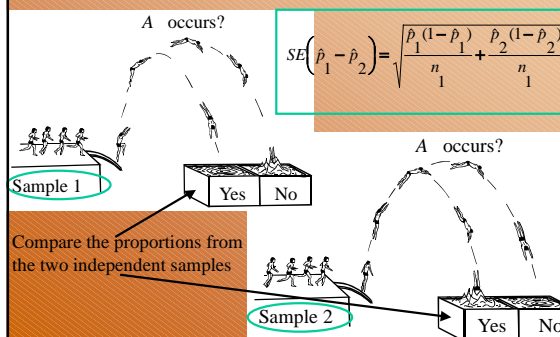 A occurs?
SE(p̂₁ - p̂₂) = √(p̂₁(1-p̂₁)/n₁ + p̂₂(1-p̂₂)/n₁)
Sample 1
Yes No
A occurs?
Compare the proportions from
the two independent samples
Sample 2
Yes No